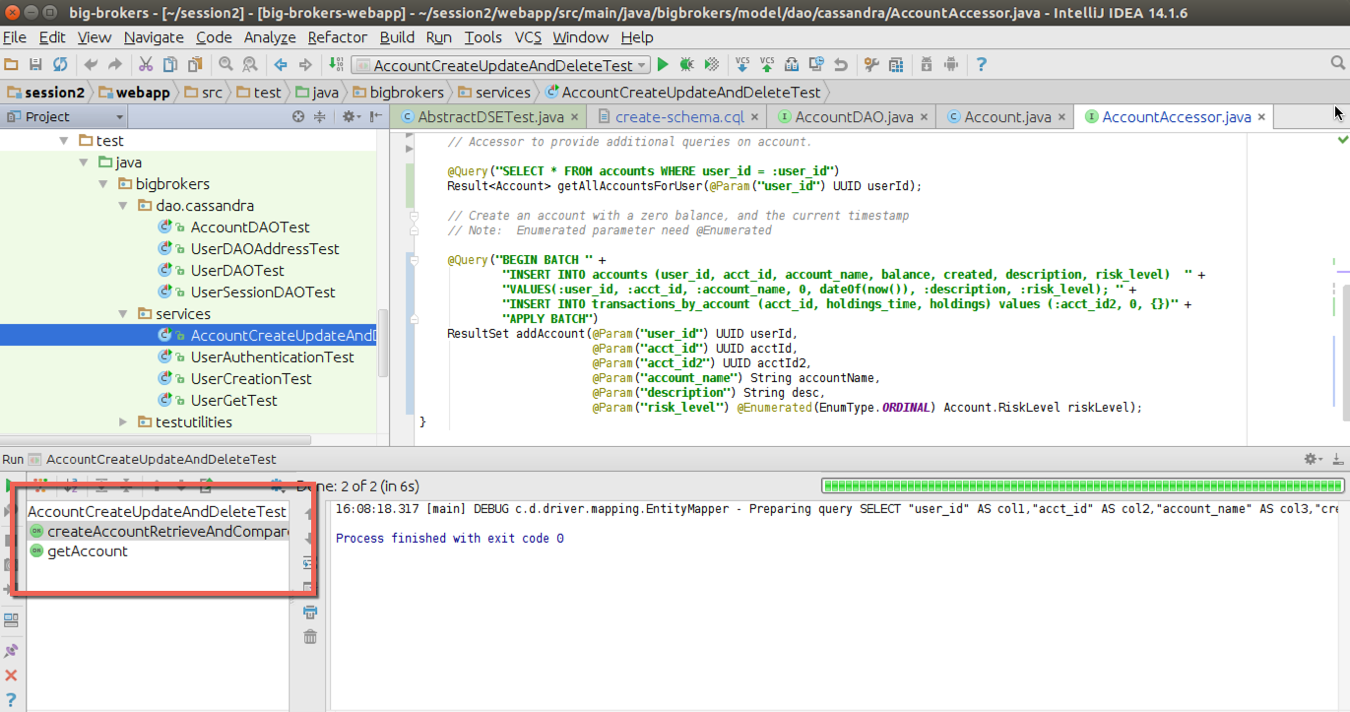 big-brokers - [~/session2] - [big-brokers-webapp] - ~/session2/webapp/src/main/java/bigbrokers/model/dao/cassandra/AccountAccessor.java - IntelliJ IDEA 14.1.6
File Edit View Navigate Code Analyze Refactor Build Run Tools VCS Window Help
AccountCreateUpdateAndDeleteTest VCS VCS ?
session2 webapp src test java bigbrokers services AccountCreateUpdateAndDeleteTest
Project
AbstractDSETest.java create-schema.cql AccountDAO.java Account.java AccountAccessor.java
test
java
bigbrokers
dao.cassandra
AccountDAOTest
UserDAOAddressTest
UserDAOTest
UserSessionDAOTest
services
AccountCreateUpdateAndD
UserAuthenticationTest
UserCreationTest
UserGetTest
testutilities
// Accessor to provide additional queries on account.
@Query("SELECT * FROM accounts WHERE user_id = :user_id")
Result<Account> getAllAccountsForUser(@Param("user_id") UUID userId);
// Create an account with a zero balance, and the current timestamp
// Note:  Enumerated parameter need @Enumerated
@Query("BEGIN BATCH " +
"INSERT INTO accounts (user_id, acct_id, account_name, balance, created, description, risk_level)  " +
"VALUES(:user_id, :acct_id, :account_name, 0, dateOf(now()), :description, :risk_level); " +
"INSERT INTO transactions_by_account (acct_id, holdings_time, holdings) values (:acct_id2, 0, {})" +
"APPLY BATCH")
ResultSet addAccount(@Param("user_id") UUID userId,
@Param("acct_id") UUID acctId,
@Param("acct_id2") UUID acctId2,
@Param("account_name") String accountName,
@Param("description") String desc,
@Param("risk_level") @Enumerated(EnumType.ORDINAL) Account.RiskLevel riskLevel);
}
Run AccountCreateUpdateAndDeleteTest
Done: 2 of 2 (in 6s)
AccountCreateUpdateAndDeleteTest
createAccountRetrieveAndCompare
getAccount
16:08:18.317 [main] DEBUG c.d.driver.mapping.EntityMapper - Preparing query SELECT "user_id" AS col1,"acct_id" AS col2,"account_name" AS col3,"cre
Process finished with exit code 0
?